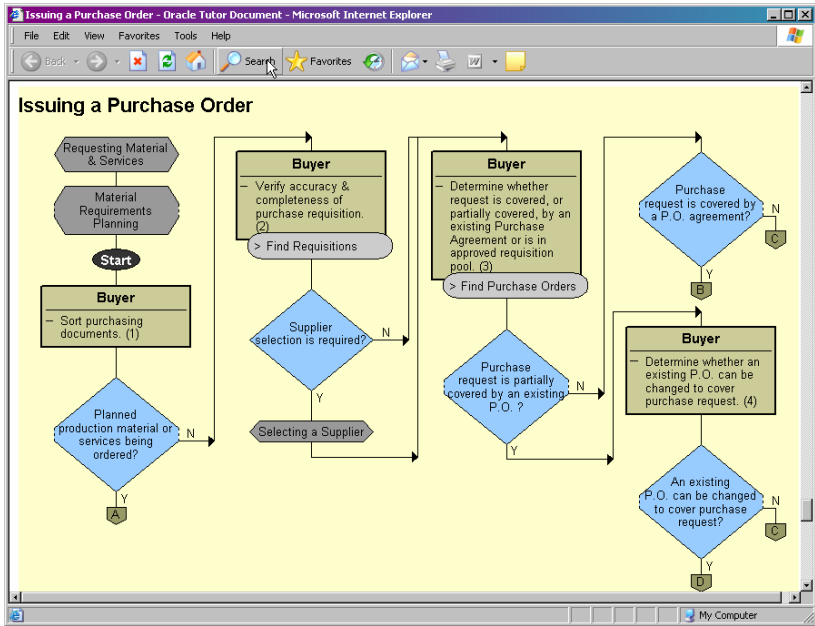 Issuing a Purchase Order - Oracle Tutor Document - Microsoft Internet Explorer
File Edit View Favorites Tools Help
Back Search Favorites
Issuing a Purchase Order
Requesting Material
& Services
Material
Requirements
Planning
Start
Buyer
– Sort purchasing
documents. (1)
Planned
production material or
services being
ordered?
N
Y
A
Buyer
– Verify accuracy &
completeness of
purchase requisition.
(2)
> Find Requisitions
Supplier
selection is required?
N
Y
Selecting a Supplier
Buyer
– Determine whether
request is covered, or
partially covered, by an
existing Purchase
Agreement or is in
approved requisition
pool. (3)
> Find Purchase Orders
Purchase
request is partially
covered by an existing
P.O. ?
N
Y
Purchase
request is covered by
a P.O. agreement?
N
C
Y
B
Buyer
– Determine whether an
existing P.O. can be
changed to cover
purchase request. (4)
An existing
P.O. can be changed
to cover purchase
request?
N
C
Y
D
My Computer